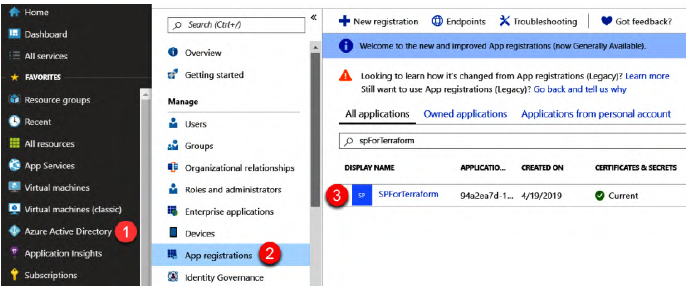 Home
Dashboard
All services
FAVORITES
Resource groups
Recent
All resources
App Services
Virtual machines
Virtual machines (classic)
Azure Active Directory
1
Application Insights
Subscriptions
Search (Ctrl+/)
«
Overview
Getting started
Manage
Users
Groups
Organizational relationships
Roles and administrators
Enterprise applications
Devices
App registrations
2
Identity Governance
New registration Endpoints Troubleshooting Got feedback?
Welcome to the new and improved App registrations (now Generally Available).
Looking to learn how it's changed from App registrations (Legacy)? Learn more
Still want to use App registrations (Legacy)? Go back and tell us why
All applications Owned applications Applications from personal account
spForTerraform
DISPLAY NAME APPLICATIO... CREATED ON CERTIFICATES & SECRETS
3 SP SPForTerraform 94a2ea7d-1... 4/19/2019 Current